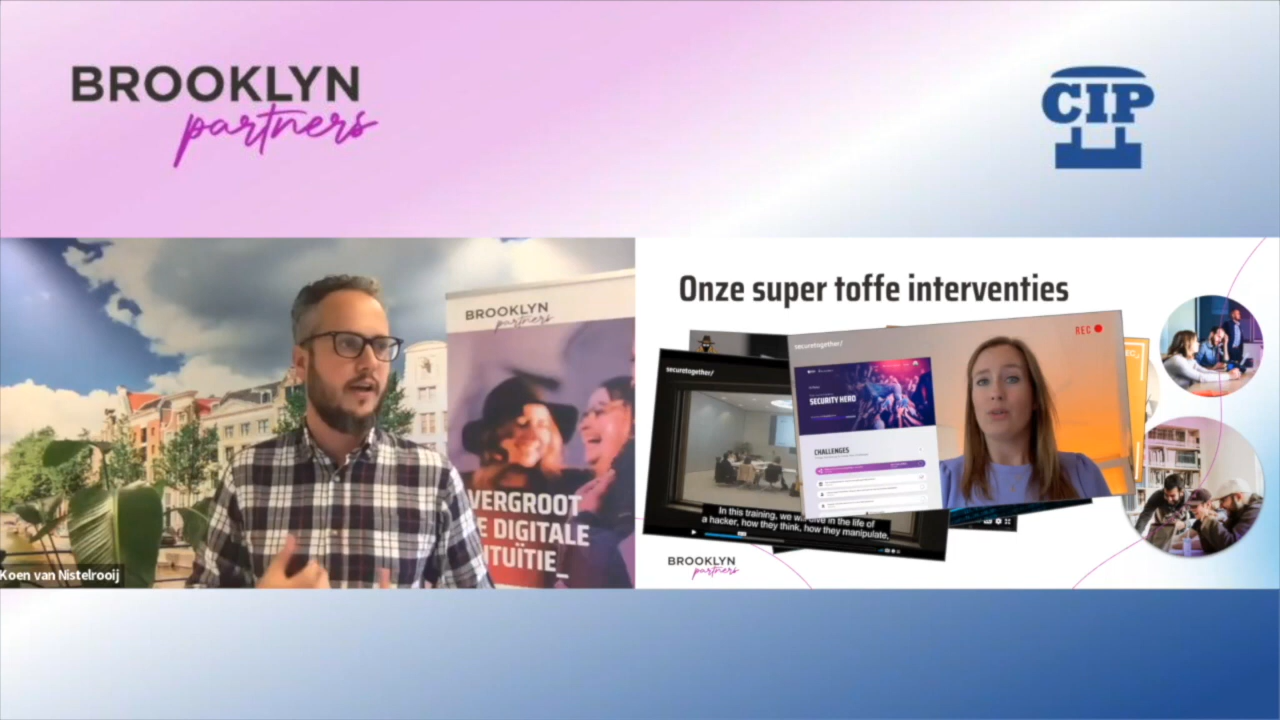 BROOKLYN
partners
CIP
BROOKLYN
partners
VERGROOT
E DIGITALE
NTUÏTIE_
Koen van Nistelrooij
Onze super toffe interventies
securetogether/
REC
securetogether/
SECURITY HERO
CHALLENGES
In this training, we will dive in the life of
a hacker, how they think, how they manipulate,
BROOKLYN
partners